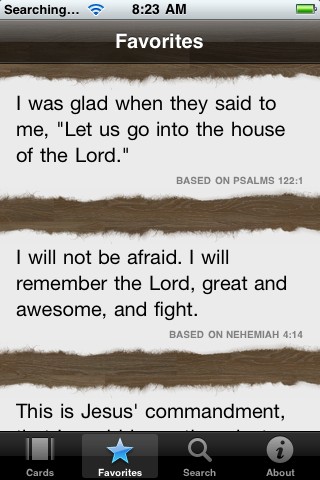 Searching... 8:23 AM
Favorites
I was glad when they said to
me, "Let us go into the house
of the Lord."
BASED ON PSALMS 122:1
I will not be afraid. I will
remember the Lord, great and
awesome, and fight.
BASED ON NEHEMIAH 4:14
This is Jesus' commandment,
Cards Favorites Search About